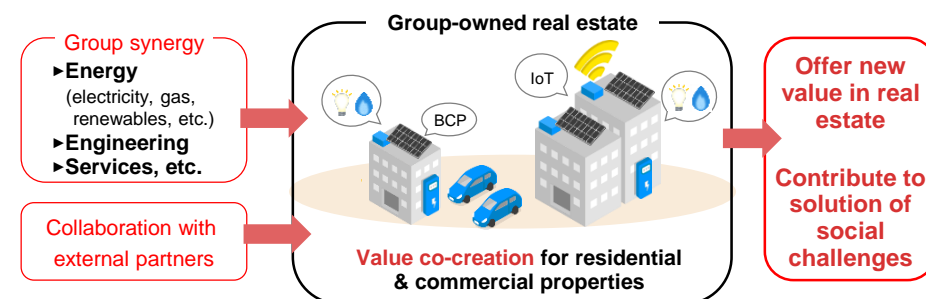 Group synergy
►Energy
(electricity, gas,
renewables, etc.)
►Engineering
►Services, etc.
Collaboration with
external partners
Group-owned real estate
IoT
BCP
Value co-creation for residential
& commercial properties
Offer new
value in real
estate
Contribute to
solution of
social
challenges